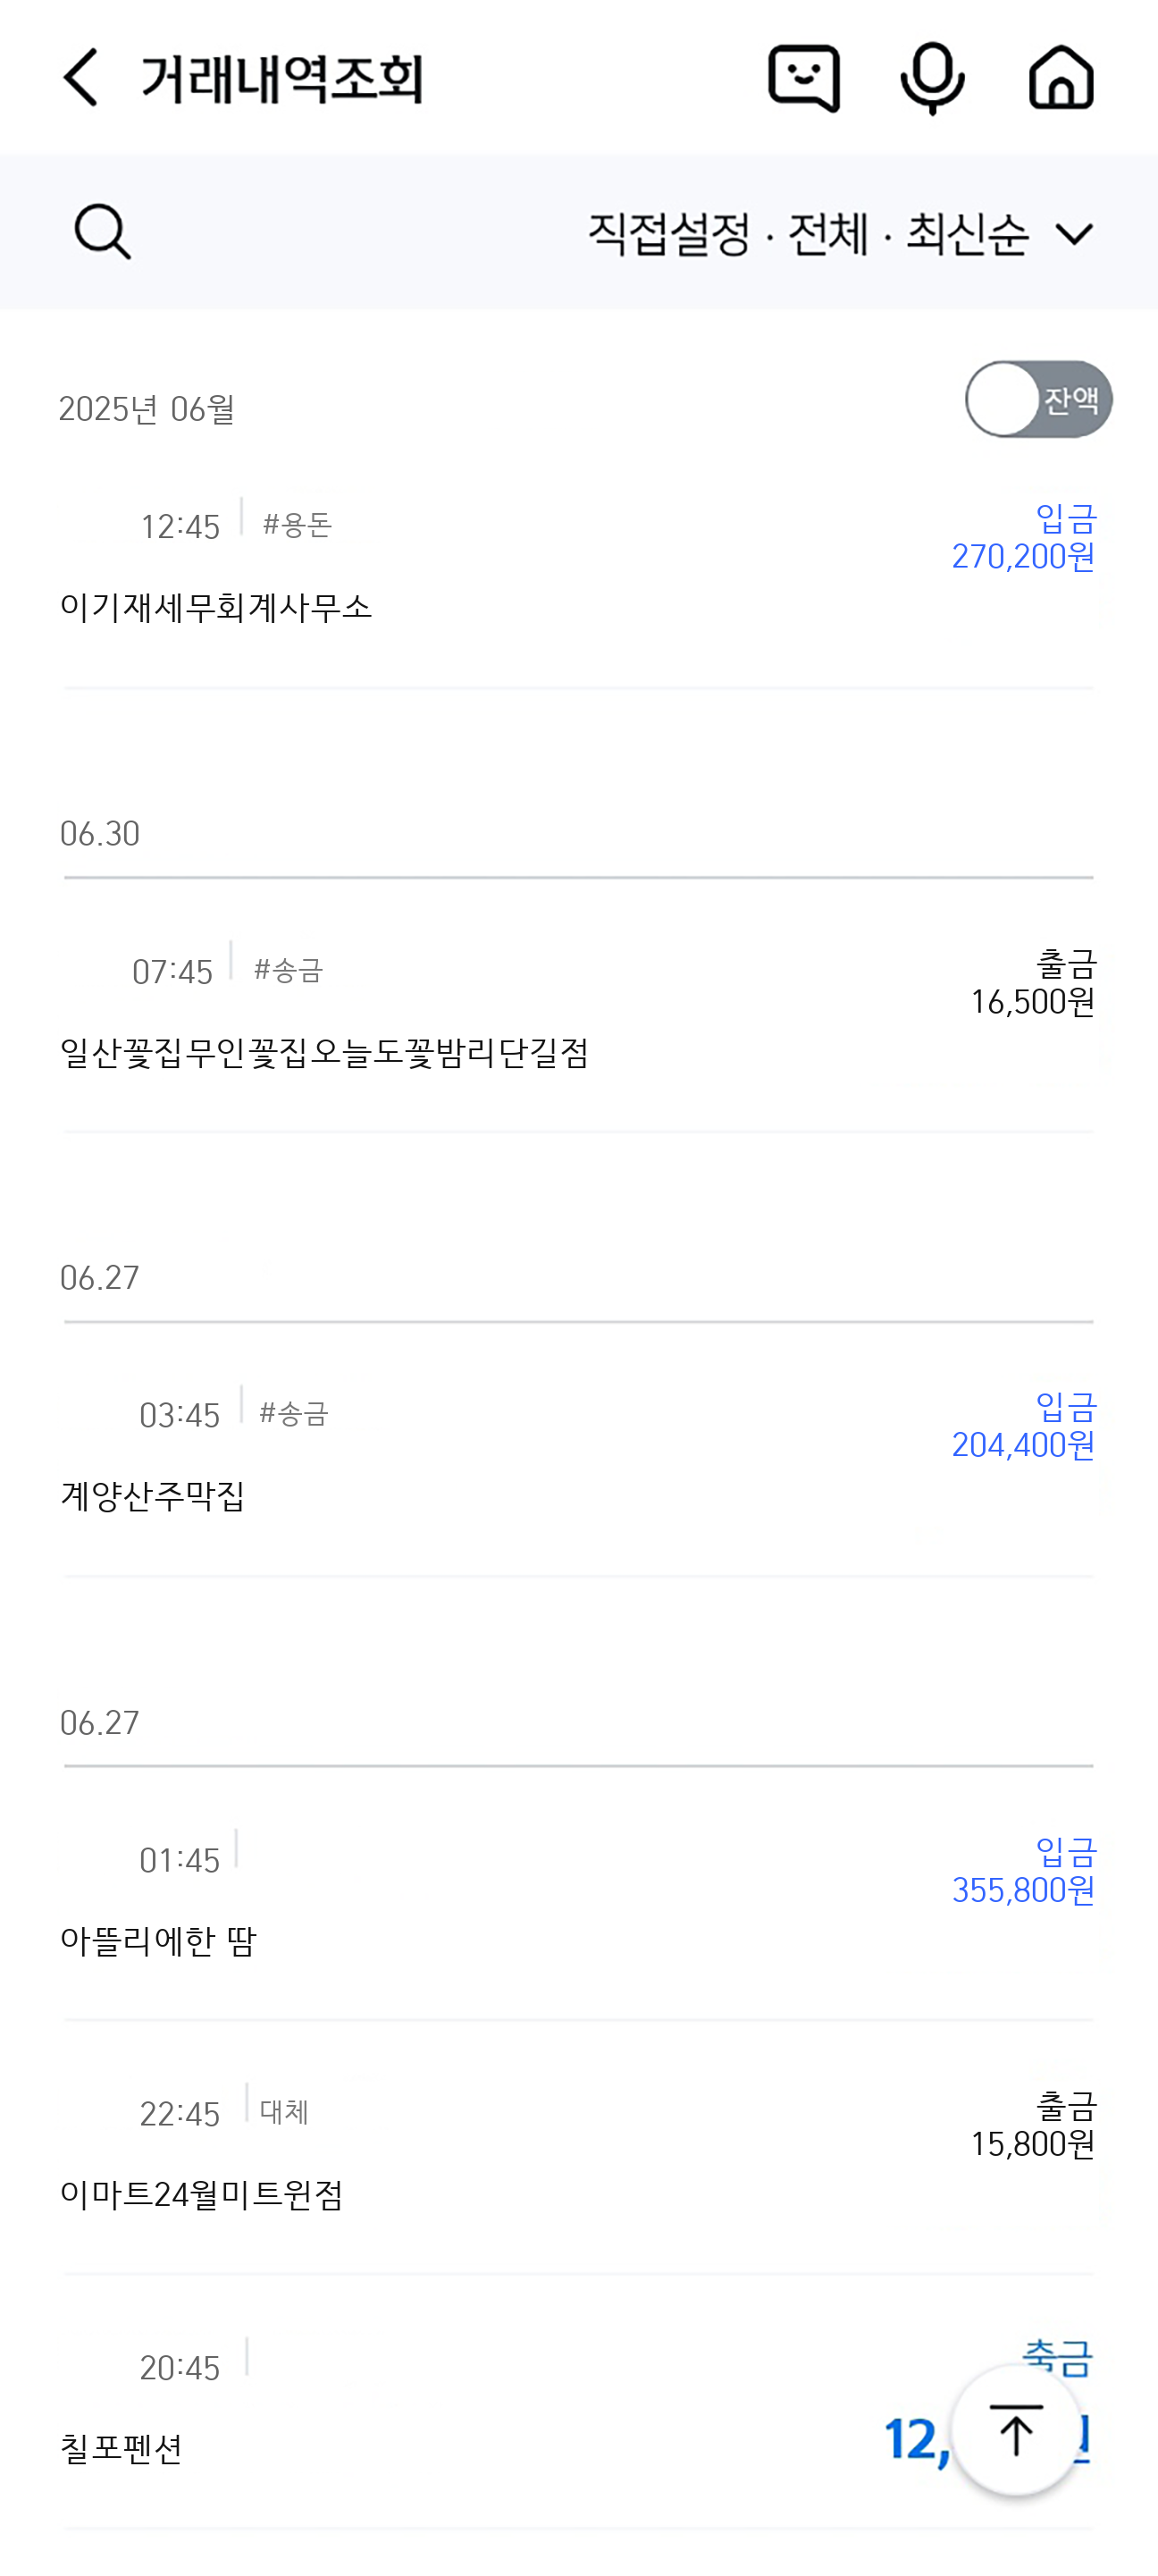 거래내역조회
직접설정 · 전체 · 최신순
2025년 06월
잔액
12:45 #용돈
입금
270,200원
이기재세무회계사무소
06.30
07:45 #송금
출금
16,500원
일산꽃집무인꽃집오늘도꽃밤리단길점
06.27
03:45 #송금
입금
204,400원
계양산주막집
06.27
01:45
입금
355,800원
아뜰리에한 땀
22:45 대체
출금
15,800원
이마트24월미트윈점
20:45
12,
칠포펜션